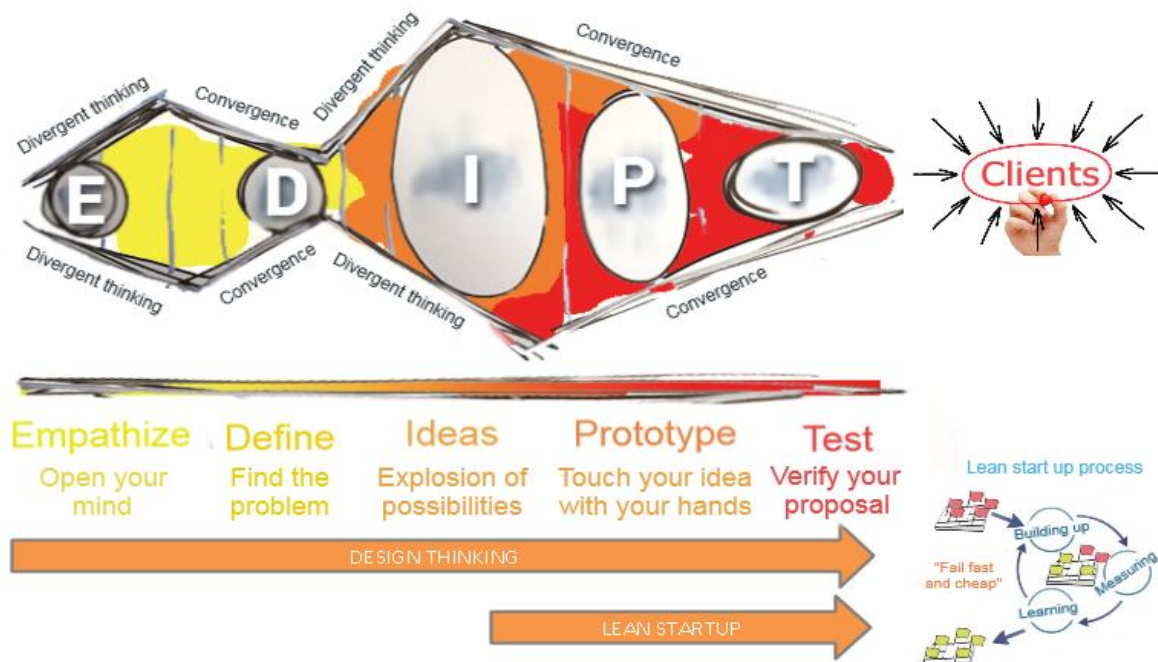 Divergent thinking
Convergence
Divergent thinking
Convergence
E
D
I
P
T
Clients
Divergent thinking
Convergence
Divergent thinking
Convergence
Empathize
Open your
mind
Define
Find the
problem
Ideas
Explosion of
possibilities
Prototype
Touch your idea
with your hands
Test
Verify your
proposal
DESIGN THINKING
LEAN STARTUP
Lean start up process
Building up
"Fail fast
and cheap"
Measuring
Learning